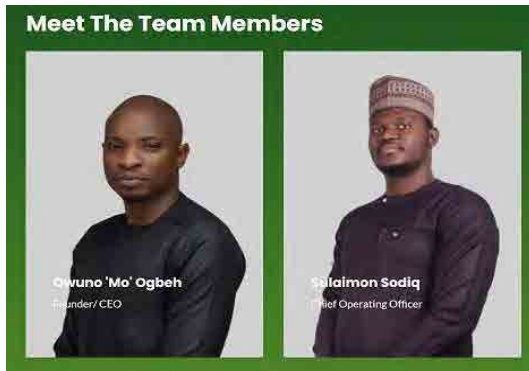 Meet The Team Members
Owuno 'Mo' Ogbeh
Founder/ CEO
Sulaimon Sodiq
Chief Operating Officer